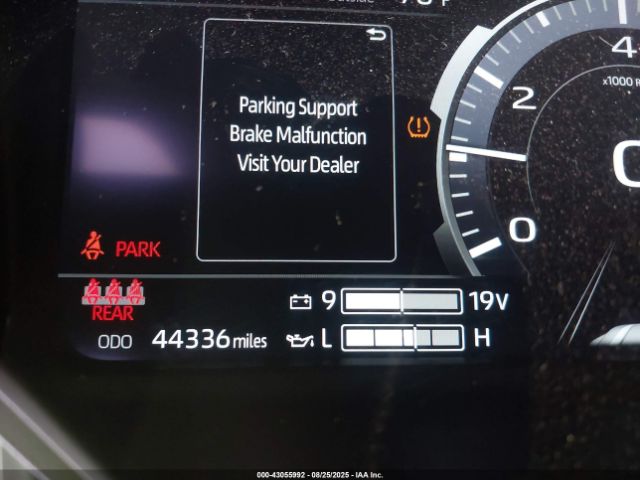 Parking Support
Brake Malfunction
Visit Your Dealer
4
x1000 R
2
0
PARK
REAR
9 19V
ODO 44336 miles L H
000-43055992 - 08/25/2025 - IAA Inc.